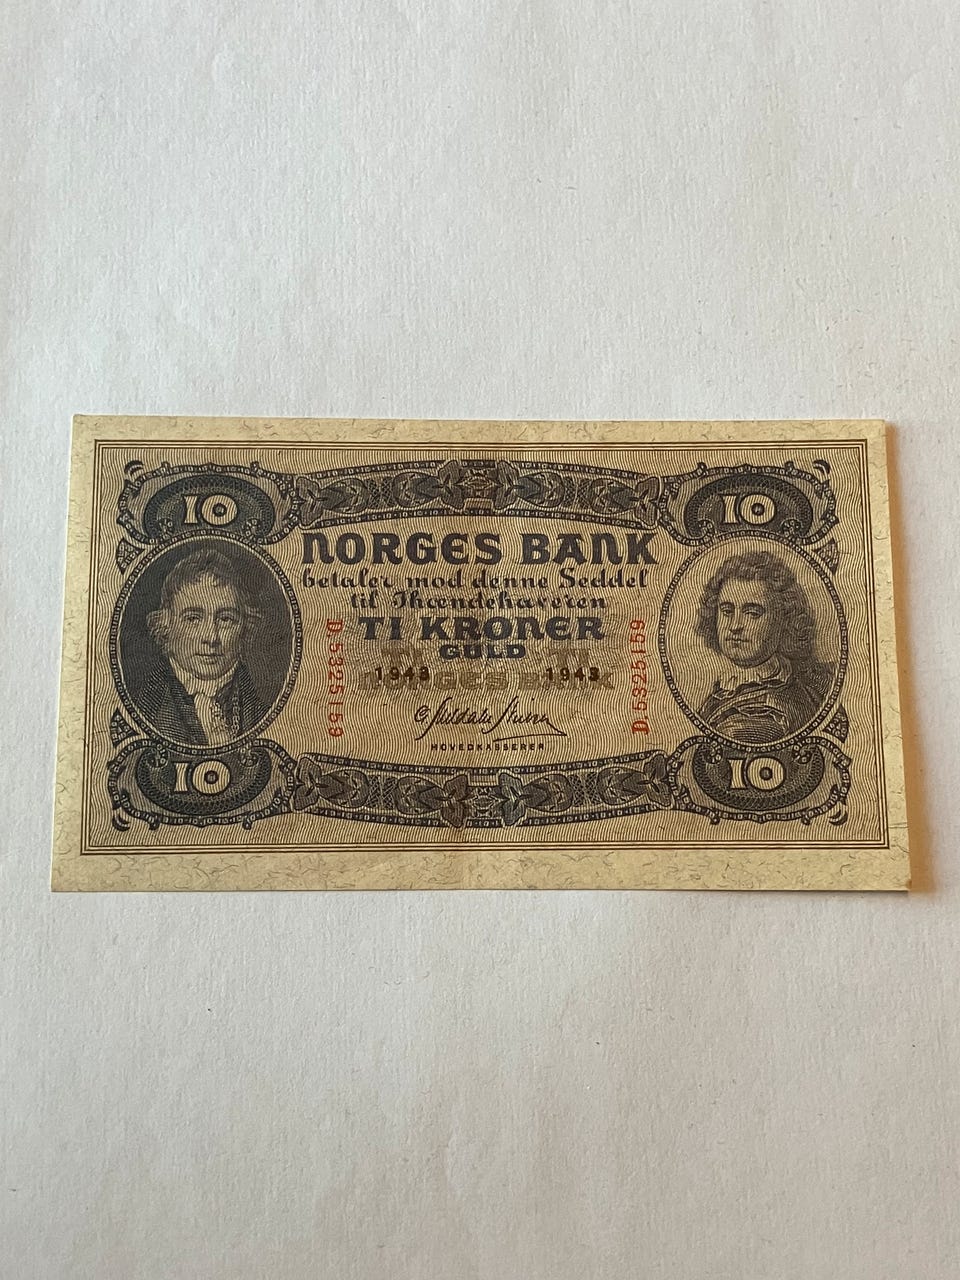 10 10
NORGES BANK
betaler mod denne Seddel
til Ihændehaveren
TI KRONER
GULD
D.5325159 D.5325159
1943 1943
NORGES BANK
HOVEDKASSERER
10 10